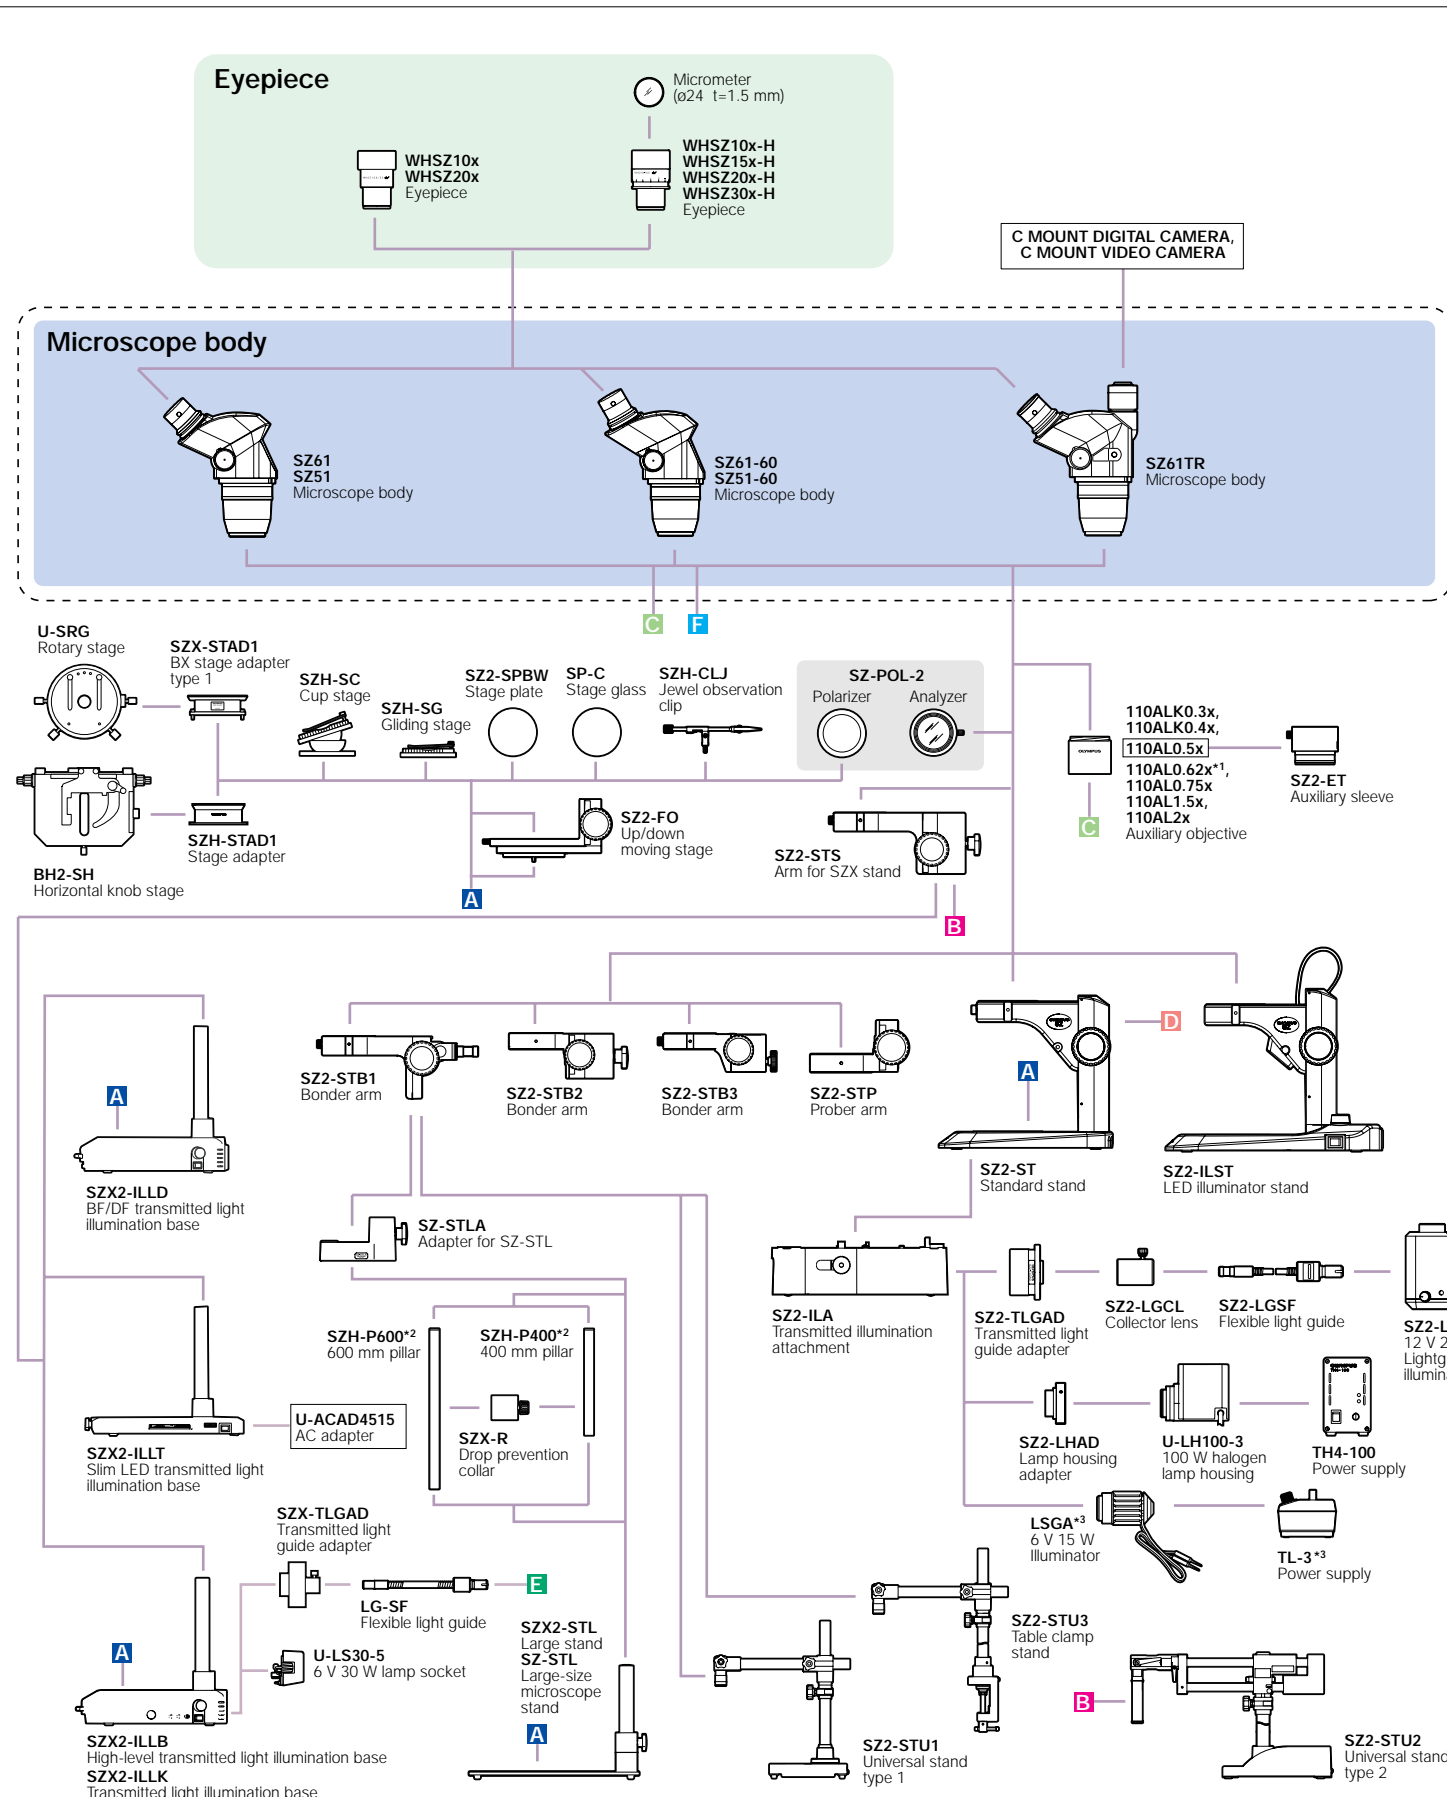 Eyepiece
Micrometer
(ø24 t=1.5 mm)
WHSZ10x
WHSZ20x
Eyepiece
WHSZ10x-H
WHSZ15x-H
WHSZ20x-H
WHSZ30x-H
Eyepiece
C MOUNT DIGITAL CAMERA,
C MOUNT VIDEO CAMERA
Microscope body
SZ61
SZ51
Microscope body
SZ61-60
SZ51-60
Microscope body
SZ61TR
Microscope body
C
F
U-SRG
Rotary stage
SZX-STAD1
BX stage adapter
type 1
SZH-SC
Cup stage
SZH-SG
Gliding stage
SZ2-SPBW
Stage plate
SP-C
Stage glass
SZH-CLJ
Jewel observation
clip
SZ-POL-2
Polarizer
Analyzer
110ALK0.3x,
110ALK0.4x,
110AL0.5x
110AL0.62x*1,
110AL0.75x
110AL1.5x,
110AL2x
Auxiliary objective
OLYMPUS
C
SZ2-ET
Auxiliary sleeve
BH2-SH
Horizontal knob stage
SZH-STAD1
Stage adapter
SZ2-FO
Up/down
moving stage
A
SZ2-STS
Arm for SZX stand
B
A
SZX2-ILLD
BF/DF transmitted light
illumination base
SZ2-STB1
Bonder arm
SZ2-STB2
Bonder arm
SZ2-STB3
Bonder arm
SZ2-STP
Prober arm
A
D
SZ2-ST
Standard stand
SZ2-ILST
LED illuminator stand
SZ-STLA
Adapter for SZ-STL
SZ2-ILA
Transmitted illumination
attachment
SZ2-TLGAD
Transmitted light
guide adapter
SZ2-LGCL
Collector lens
SZ2-LGSF
Flexible light guide
SZ2-L
12 V 2
Lightg
illumin
SZH-P600*2
600 mm pillar
SZH-P400*2
400 mm pillar
SZX-R
Drop prevention
collar
SZX2-ILLT
Slim LED transmitted light
illumination base
U-ACAD4515
AC adapter
SZ2-LHAD
Lamp housing
adapter
U-LH100-3
100 W halogen
lamp housing
TH4-100
Power supply
LSGA*3
6 V 15 W
Illuminator
TL-3*3
Power supply
SZX-TLGAD
Transmitted light
guide adapter
LG-SF
Flexible light guide
E
U-LS30-5
6 V 30 W lamp socket
A
SZX2-ILLB
High-level transmitted light illumination base
SZX2-ILLK
Transmitted light illumination base
SZX2-STL
Large stand
SZ-STL
Large-size
microscope
stand
A
SZ2-STU3
Table clamp
stand
SZ2-STU1
Universal stand
type 1
B
SZ2-STU2
Universal stand
type 2